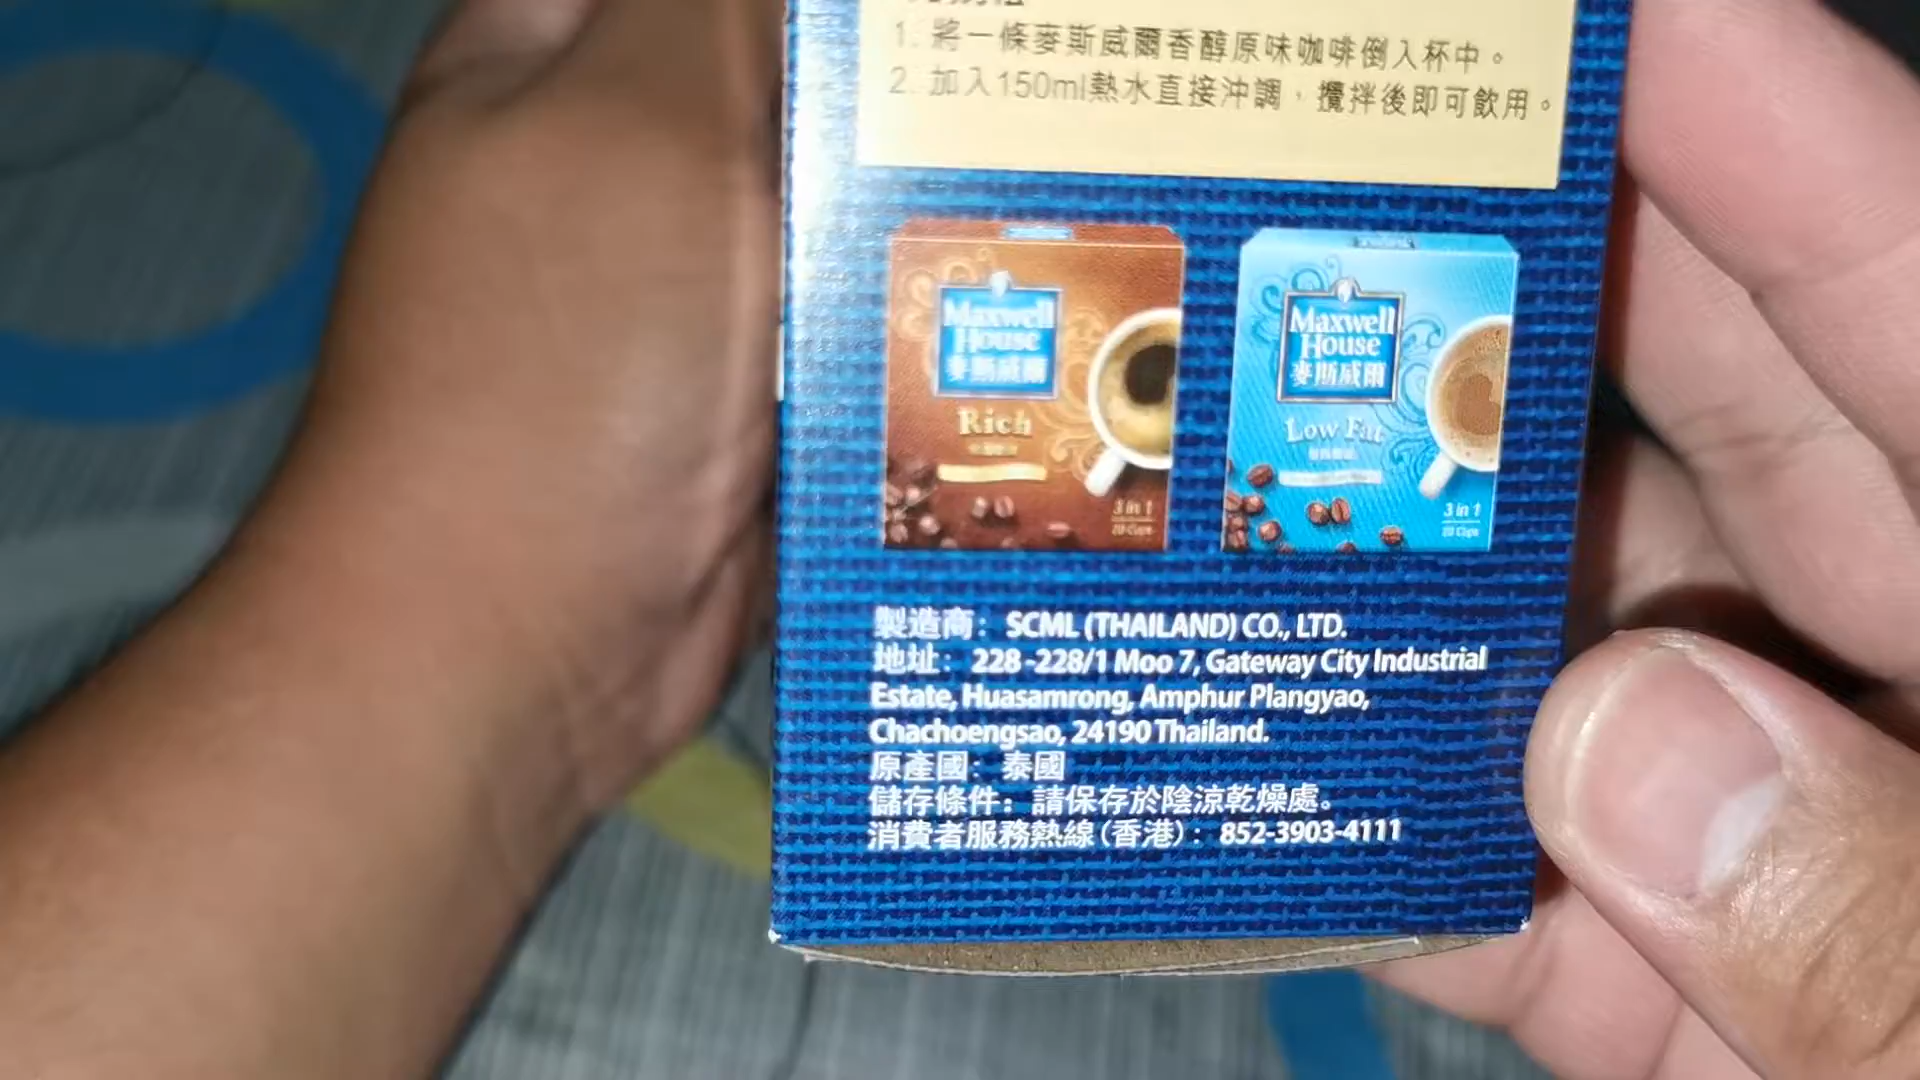 1. 將一條麥斯威爾香醇原味咖啡倒入杯中。
2. 加入150ml熱水直接沖調，攪拌後即可飲用。
Maxwell
House
麥斯威爾
Rich
3 in 1
20 Cups
Maxwell
House
麥斯威爾
Low Fat
3 in 1
20 Cups
製造商：SCML (THAILAND) CO., LTD.
地址：228 -228/1 Moo 7, Gateway City Industrial
Estate, Huasamrong, Amphur Plangyao,
Chachoengsao, 24190 Thailand.
原產國：泰國
儲存條件：請保存於陰涼乾燥處。
消費者服務熱線（香港）：852-3903-4111